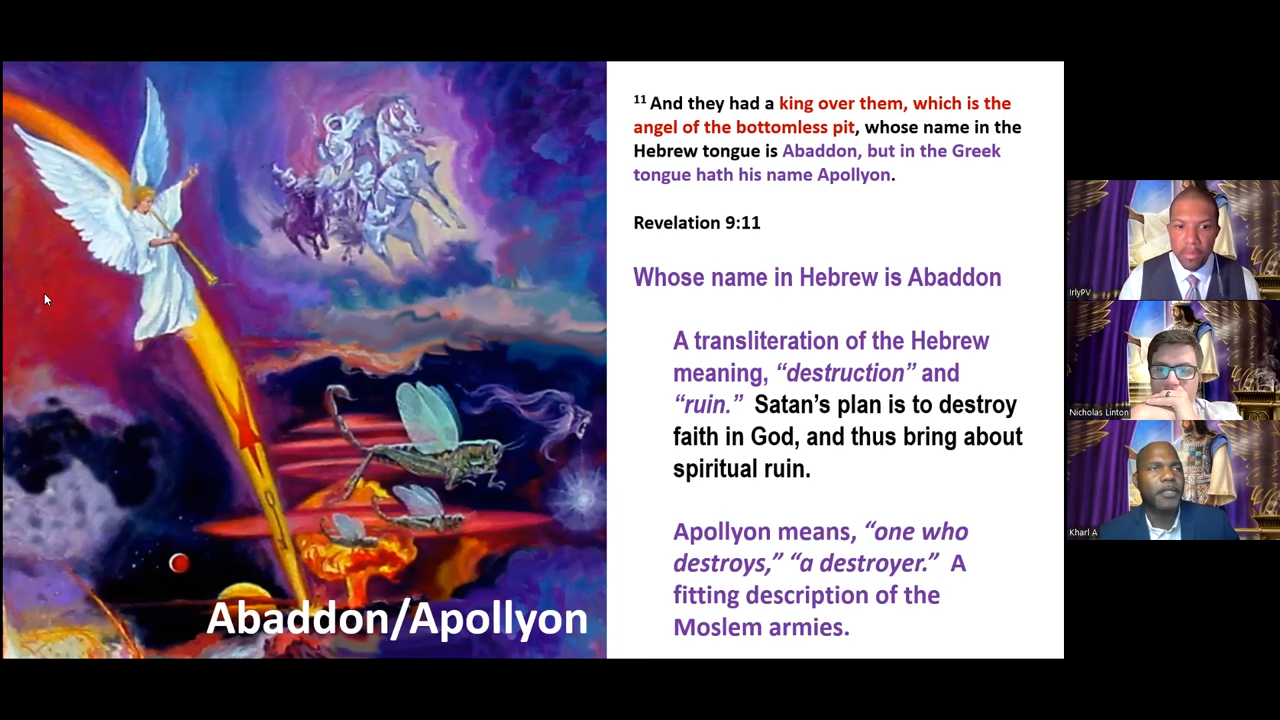 11 And they had a king over them, which is the
angel of the bottomless pit, whose name in the
Hebrew tongue is Abaddon, but in the Greek
tongue hath his name Apollyon.
Revelation 9:11
Whose name in Hebrew is Abaddon
A transliteration of the Hebrew
meaning, “destruction” and
“ruin.” Satan’s plan is to destroy
faith in God, and thus bring about
spiritual ruin.
Apollyon means, “one who
destroys,” “a destroyer.” A
fitting description of the
Moslem armies.
Abaddon/Apollyon
IrlyPV
Nicholas Linton
Kharl A